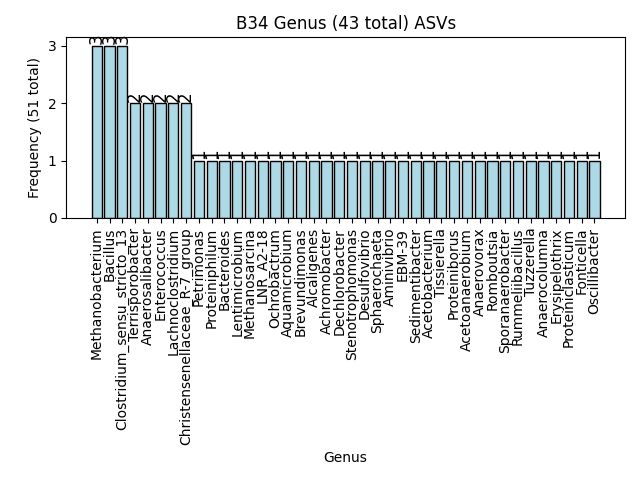 B34 Genus (43 total) ASVs
Frequency (51 total)
3
2
1
0
3 3 3 2 2 2 2 2 1 1 1 1 1 1 1 1 1 1 1 1 1 1 1 1 1 1 1 1 1 1 1 1 1 1 1 1 1 1 1 1
Methanobacterium
Bacillus
Clostridium_sensu_stricto_13
Terrisporobacter
Anaerosalibacter
Enterococcus
Lachnoclostridium
Christensenellaceae_R-7_group
Petrimonas
Proteiniphilum
Bacteroides
Lentimicrobium
Methanosarcina
LNR_A2-18
Ochrobactrum
Aquamicrobium
Brevundimonas
Alcaligenes
Achromobacter
Dechlorobacter
Stenotrophomonas
Desulfovibrio
Sphaerochaeta
Aminivibrio
EBM-39
Sedimentibacter
Acetobacterium
Tissierella
Proteiniborus
Acetoanaerobium
Anaerovorax
Romboutsia
Sporanaerobacter
Rummeliibacillus
Tuzzerella
Anaerocolumna
Erysipelothrix
Proteiniclasticum
Fonticella
Oscillibacter
Genus